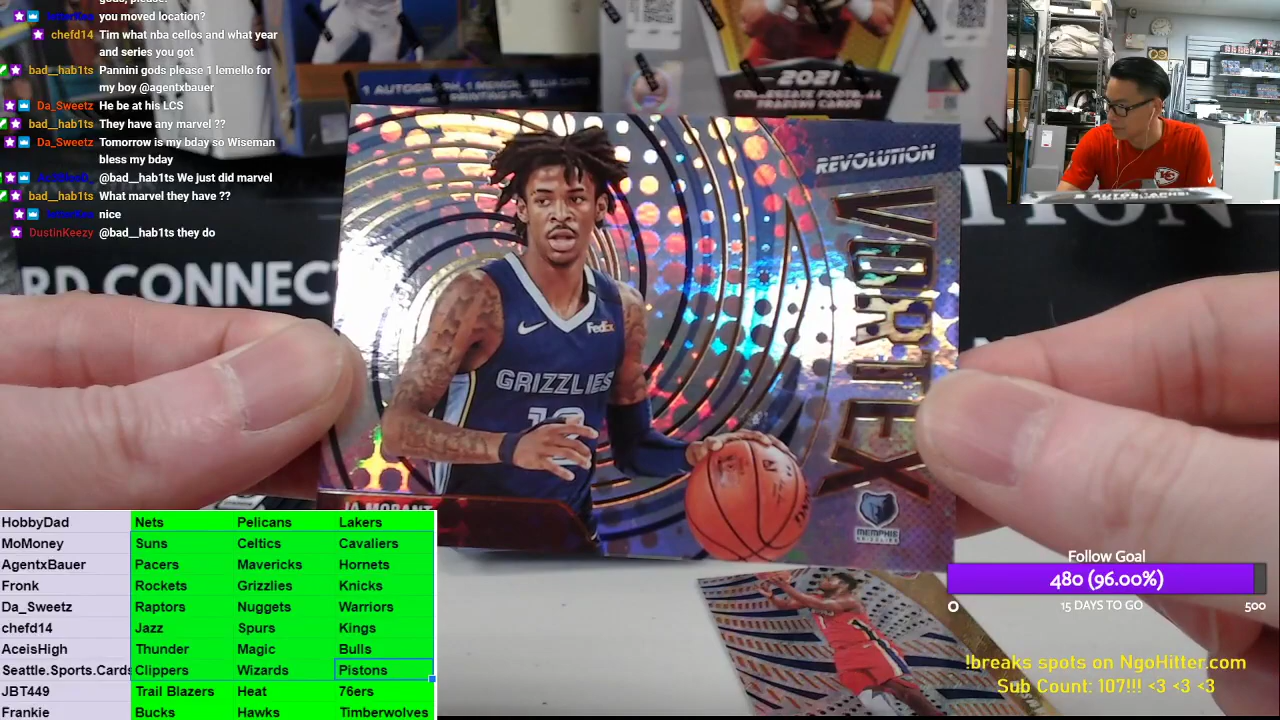 gods, please.
you moved location?
chefd14 Tim what nba cellos and what year
and series you got
bad__hab1ts Pannini gods please 1 lemello for
my boy @agentxbauer
Da_Sweetz He be at his LCS
bad__hab1ts They have any marvel ??
Da_Sweetz Tomorrow is my bday so Wiseman
bless my bday
@bad__hab1ts We just did marvel
bad__hab1ts What marvel they have ??
nice
DustinKeezy @bad__hab1ts they do
2021
COLLEGIATE FOOTBALL
TRADING CARDS
REVOLUTION
VORTEX
RD CONNECT
FedEx
GRIZZLIES
12
JA MORANT
MEMPHIS
GRIZZLIES
HobbyDad Nets Pelicans Lakers
MoMoney Suns Celtics Cavaliers
AgentxBauer Pacers Mavericks Hornets
Fronk Rockets Grizzlies Knicks
Da_Sweetz Raptors Nuggets Warriors
chefd14 Jazz Spurs Kings
AceisHigh Thunder Magic Bulls
Seattle.Sports.Cards Clippers Wizards Pistons
JBT449 Trail Blazers Heat 76ers
Frankie Bucks Hawks Timberwolves
Follow Goal
480 (96.00%)
0 15 DAYS TO GO 500
!breaks spots on NgoHitter.com
Sub Count: 107!!! <3 <3 <3